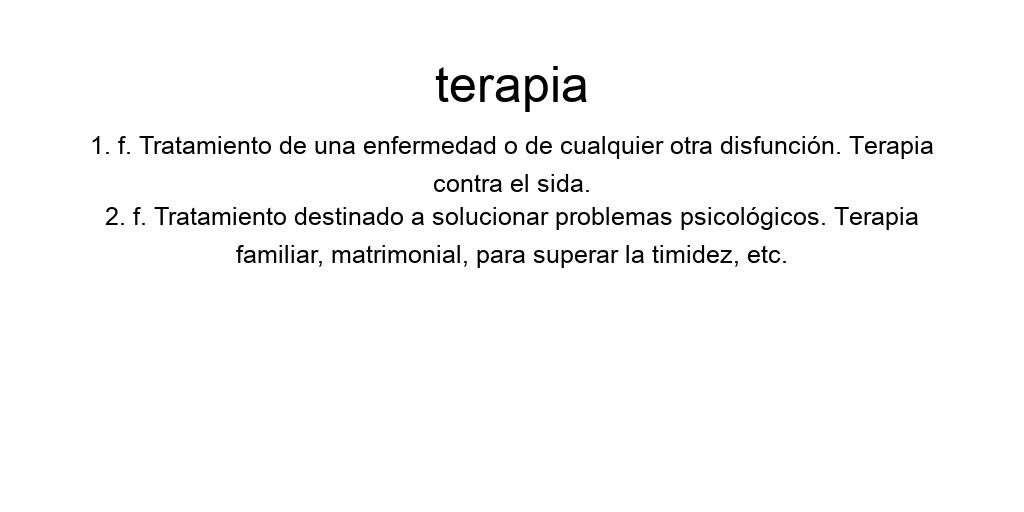 terapia
1. f. Tratamiento de una enfermedad o de cualquier otra disfunción. Terapia
contra el sida.
2. f. Tratamiento destinado a solucionar problemas psicológicos. Terapia
familiar, matrimonial, para superar la timidez, etc.